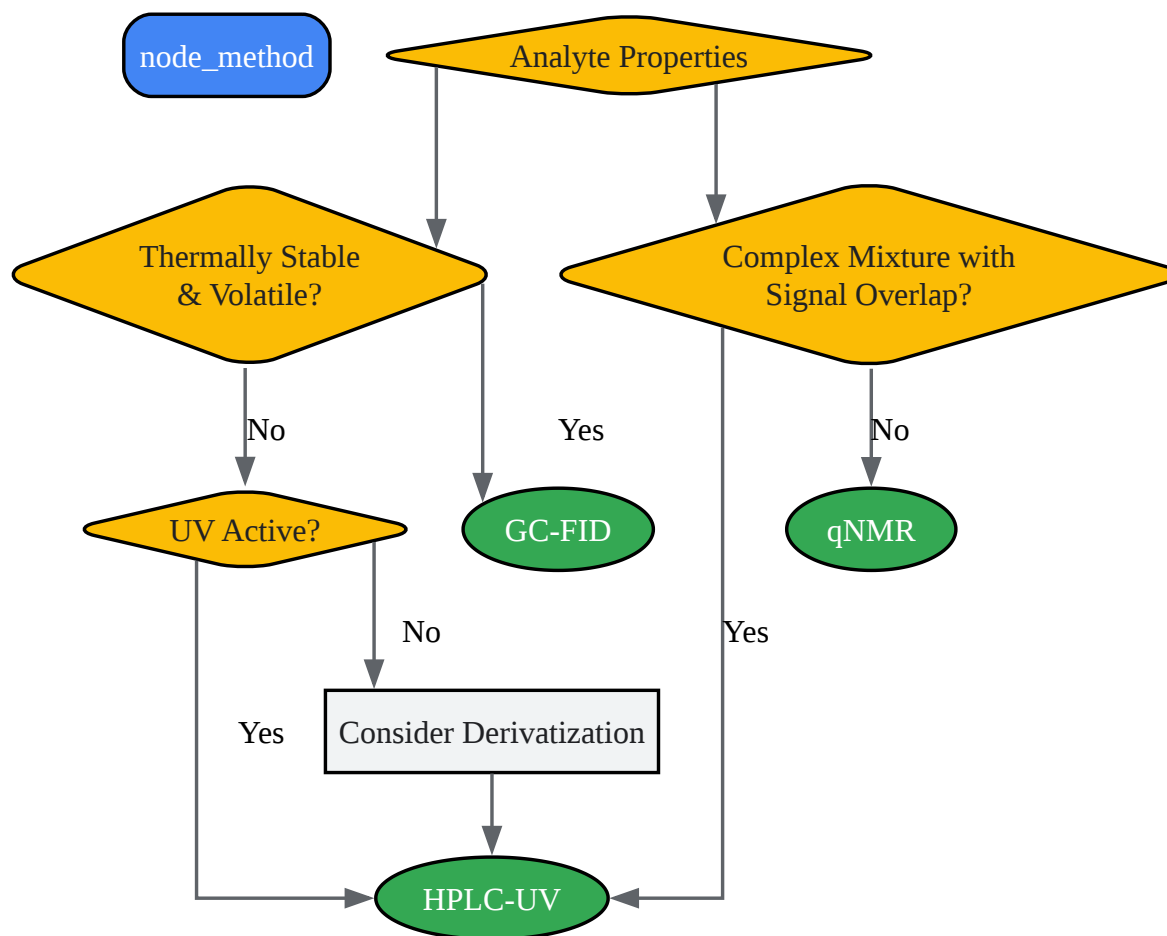 node_method
Analyte Properties
Thermally Stable
& Volatile?
Complex Mixture with
Signal Overlap?
No
Yes
No
UV Active?
GC-FID
qNMR
No
Yes
Yes
Consider Derivatization
HPLC-UV